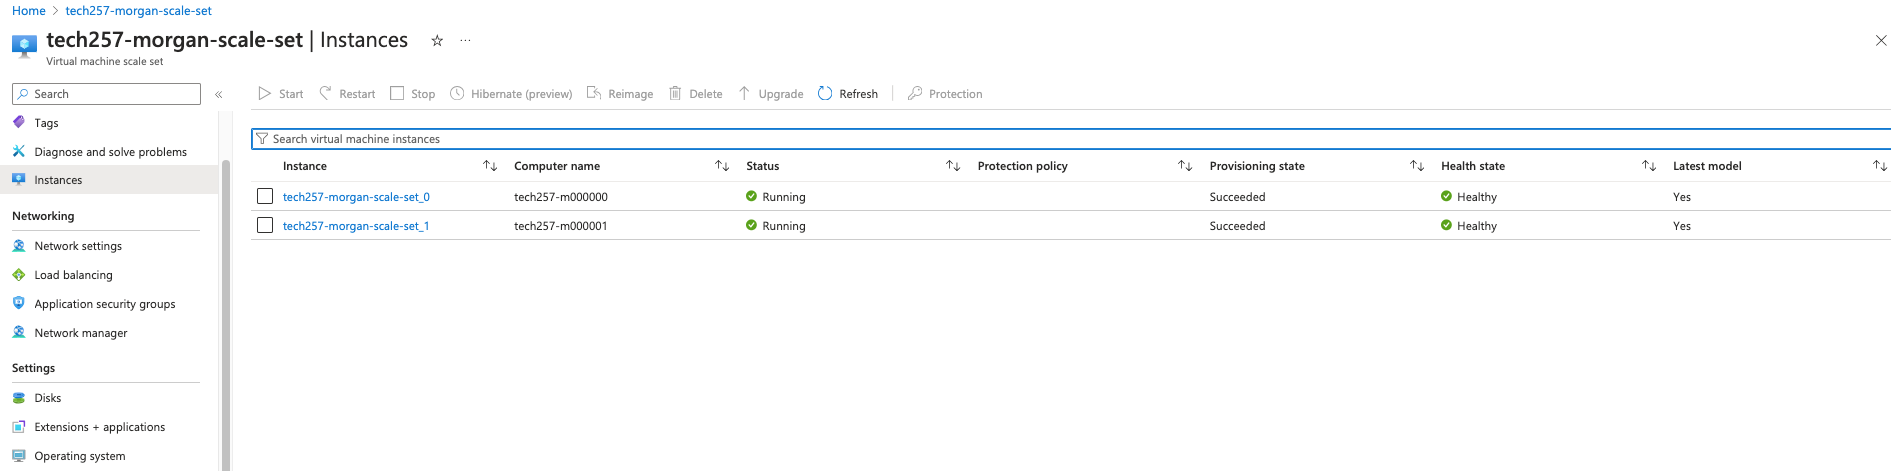 Home > tech257-morgan-scale-set
tech257-morgan-scale-set | Instances ☆ ···
Virtual machine scale set
Search «
Start Restart Stop Hibernate (preview) Reimage Delete Upgrade Refresh Protection
Tags
Diagnose and solve problems
Instances
Networking
Network settings
Load balancing
Application security groups
Network manager
Settings
Disks
Extensions + applications
Operating system
Search virtual machine instances
Instance Computer name Status Protection policy Provisioning state Health state Latest model
tech257-morgan-scale-set_0 tech257-m000000 Running Succeeded Healthy Yes
tech257-morgan-scale-set_1 tech257-m000001 Running Succeeded Healthy Yes